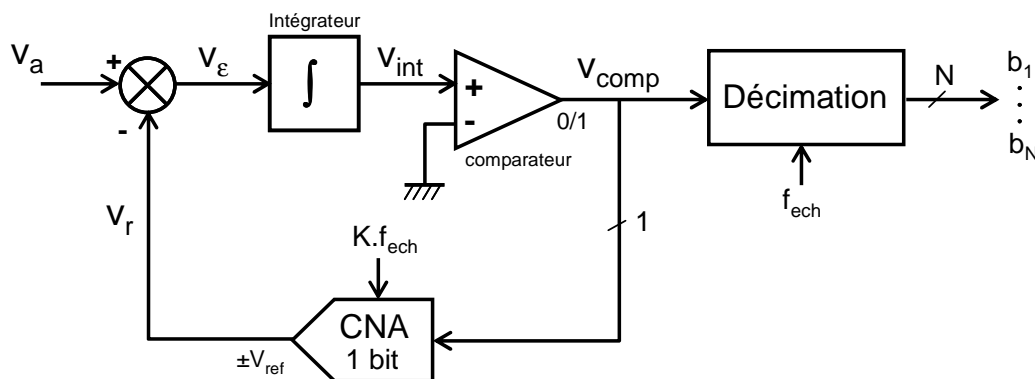 Intégrateur
va
+
-
vε
∫
vint
+
-
0/1
comparateur
vcomp
Décimation
N
b1
bN
fech
1
vr
K.fech
CNA
1 bit
±Vref